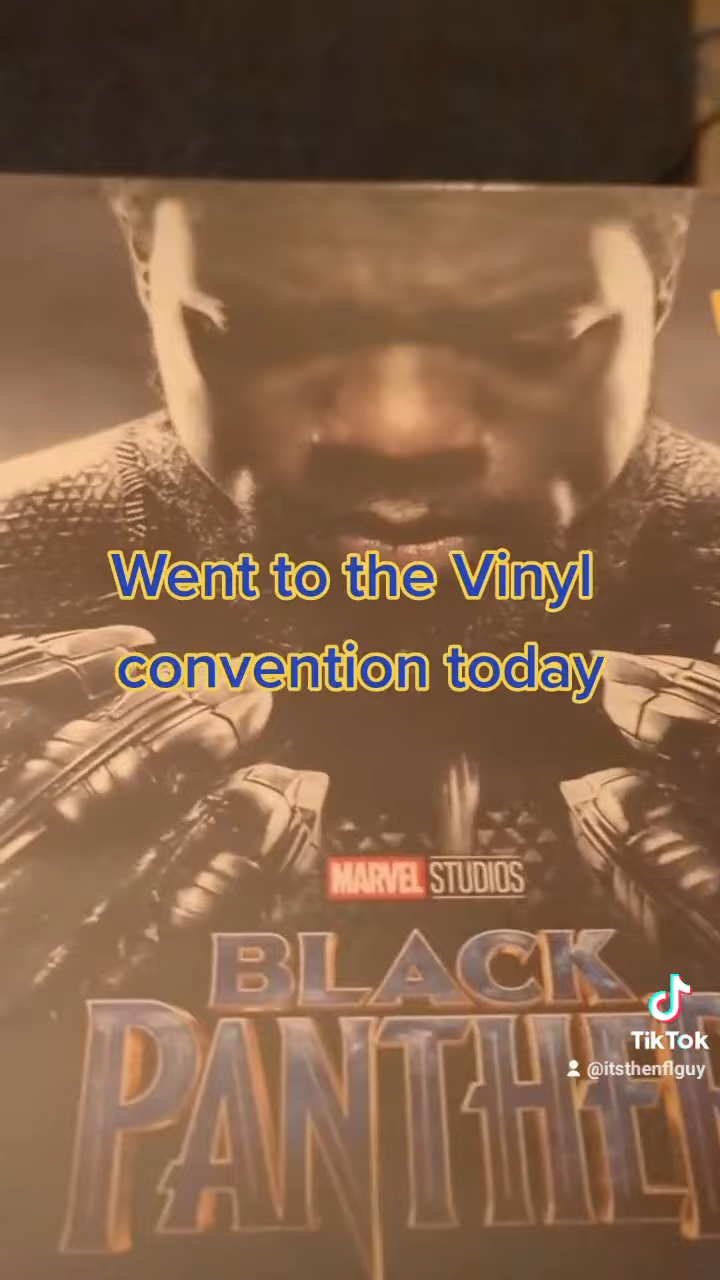 Went to the Vinyl
convention today
MARVEL STUDIOS
BLACK
PANTHER
TikTok
@itsthenflguy